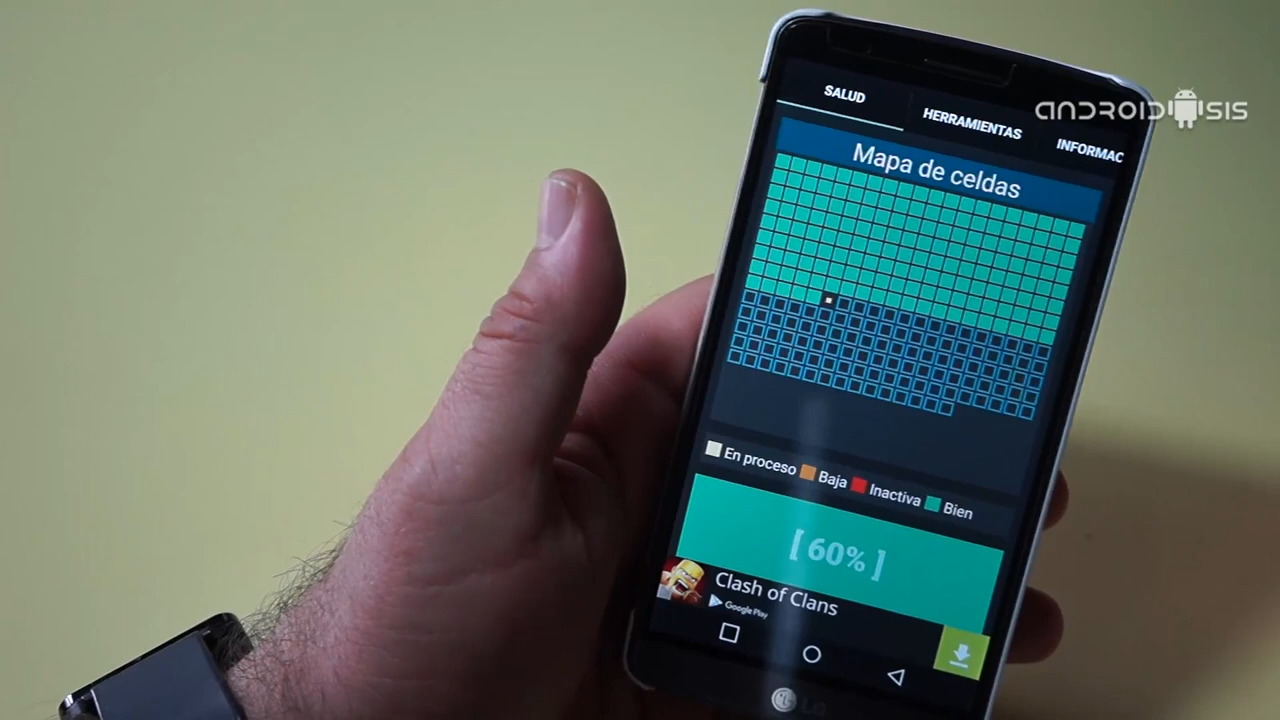 ANDROIDSIS
SALUD
HERRAMIENTAS
INFORMAC
Mapa de celdas
En proceso Baja Inactiva Bien
[ 60% ]
Clash of Clans
Google Play
LG